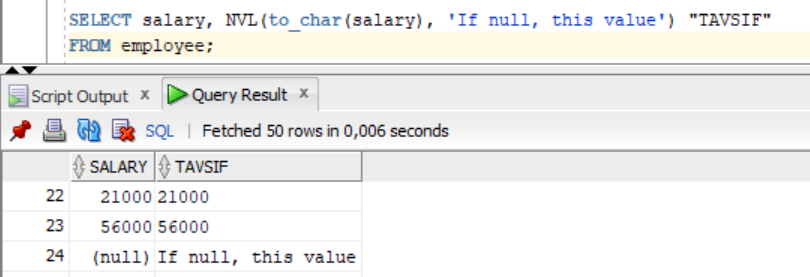 SELECT salary, NVL(to_char(salary), 'If null, this value') "TAVSIF"
FROM employee;
Script Output x Query Result x
SQL | Fetched 50 rows in 0,006 seconds
SALARY TAVSIF
22 21000 21000
23 56000 56000
24 (null) If null, this value